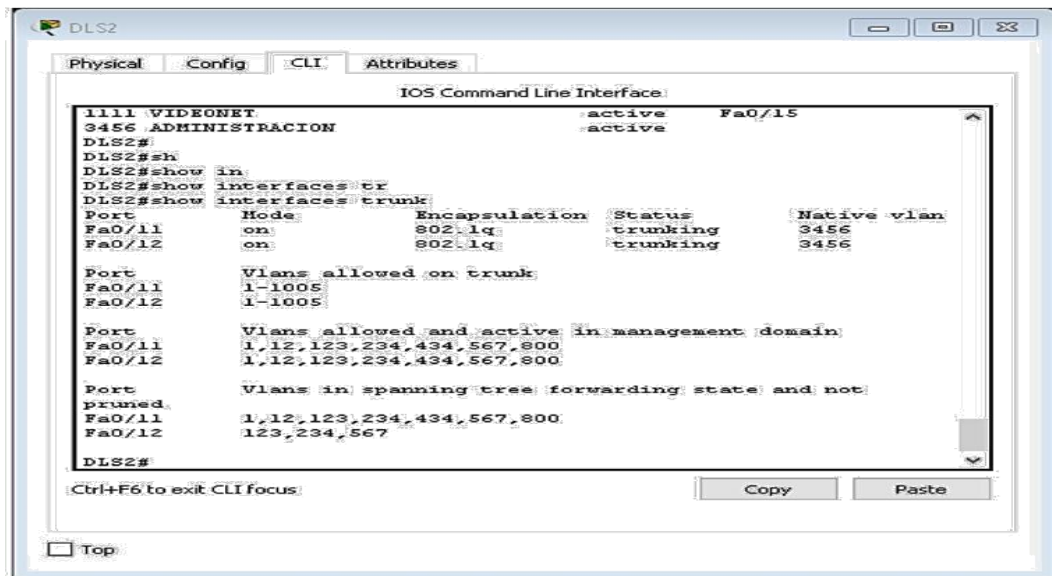 DLS2
Physical Config CLI Attributes
IOS Command Line Interface
1111 VIDEONET active Fa0/15
3456 ADMINISTRACION active
DLS2#
DLS2#sh
DLS2#show in
DLS2#show interfaces tr
DLS2#show interfaces trunk
Port Mode Encapsulation Status Native vlan
Fa0/11 on 802.1q trunking 3456
Fa0/12 on 802.1q trunking 3456
Port Vlans allowed on trunk
Fa0/11 1-1005
Fa0/12 1-1005
Port Vlans allowed and active in management domain
Fa0/11 1,12,123,234,434,567,800
Fa0/12 1,12,123,234,434,567,800
Port Vlans in spanning tree forwarding state and not
pruned
Fa0/11 1,12,123,234,434,567,800
Fa0/12 123,234,567
DLS2#
Ctrl+F6 to exit CLI focus
Copy Paste
Top